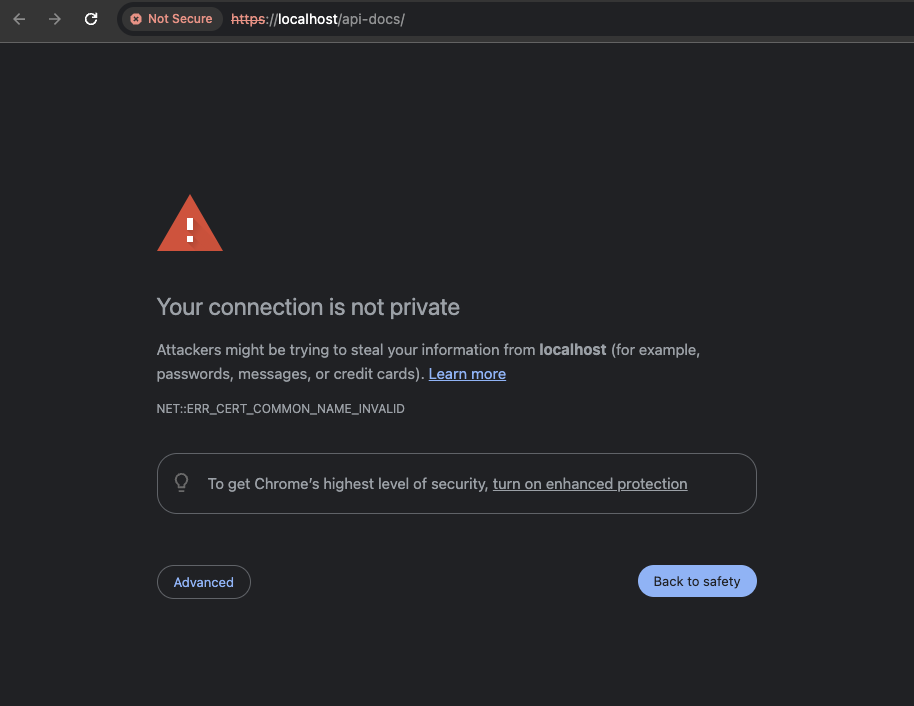 Not Secure https://localhost/api-docs/
!
Your connection is not private
Attackers might be trying to steal your information from localhost (for example,
passwords, messages, or credit cards). Learn more
NET::ERR_CERT_COMMON_NAME_INVALID
To get Chrome’s highest level of security, turn on enhanced protection
Advanced Back to safety